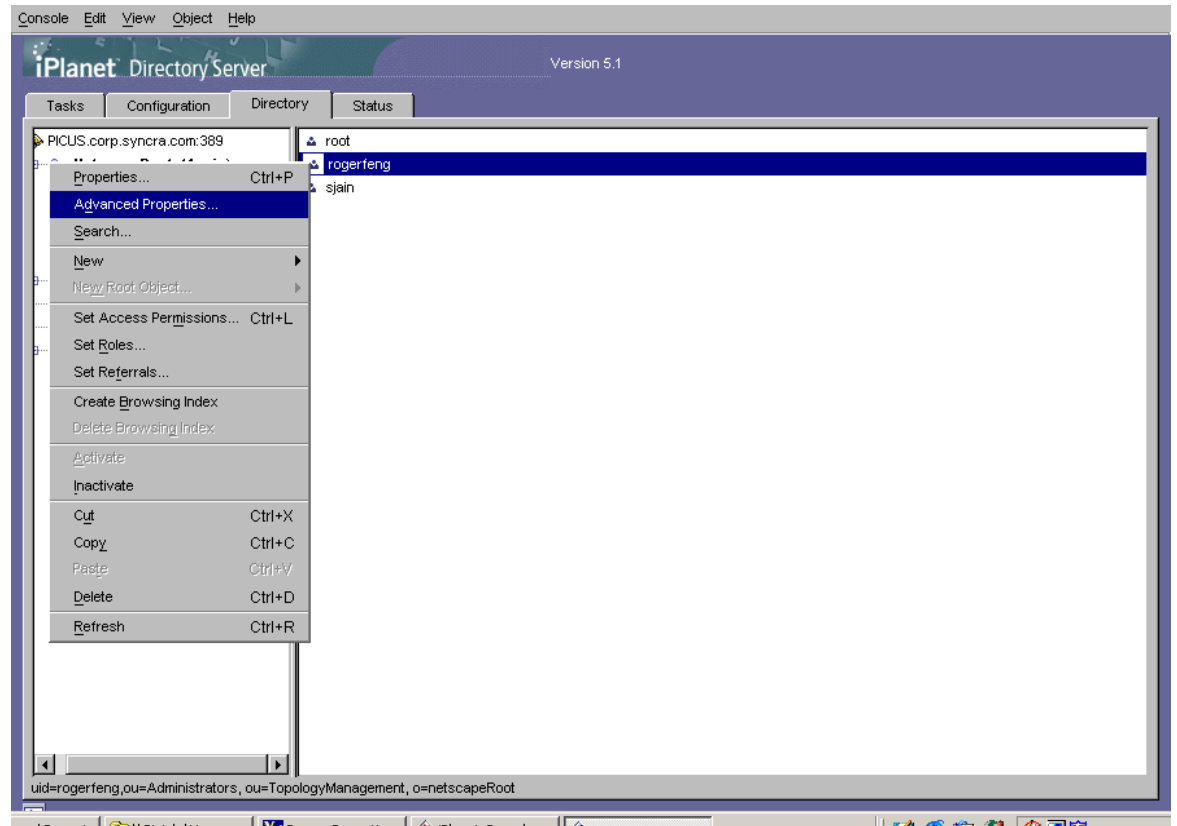 Console Edit View Object Help
iPlanet Directory Server
Version 5.1
Tasks Configuration Directory Status
PICUS.corp.syncra.com:389
root
rogerfeng
sjain
Properties... Ctrl+P
Advanced Properties...
Search...
New
New Root Object...
Set Access Permissions... Ctrl+L
Set Roles...
Set Referrals...
Create Browsing Index
Delete Browsing Index
Activate
Inactivate
Cut Ctrl+X
Copy Ctrl+C
Paste Ctrl+V
Delete Ctrl+D
Refresh Ctrl+R
uid=rogerfeng,ou=Administrators, ou=TopologyManagement, o=netscapeRoot